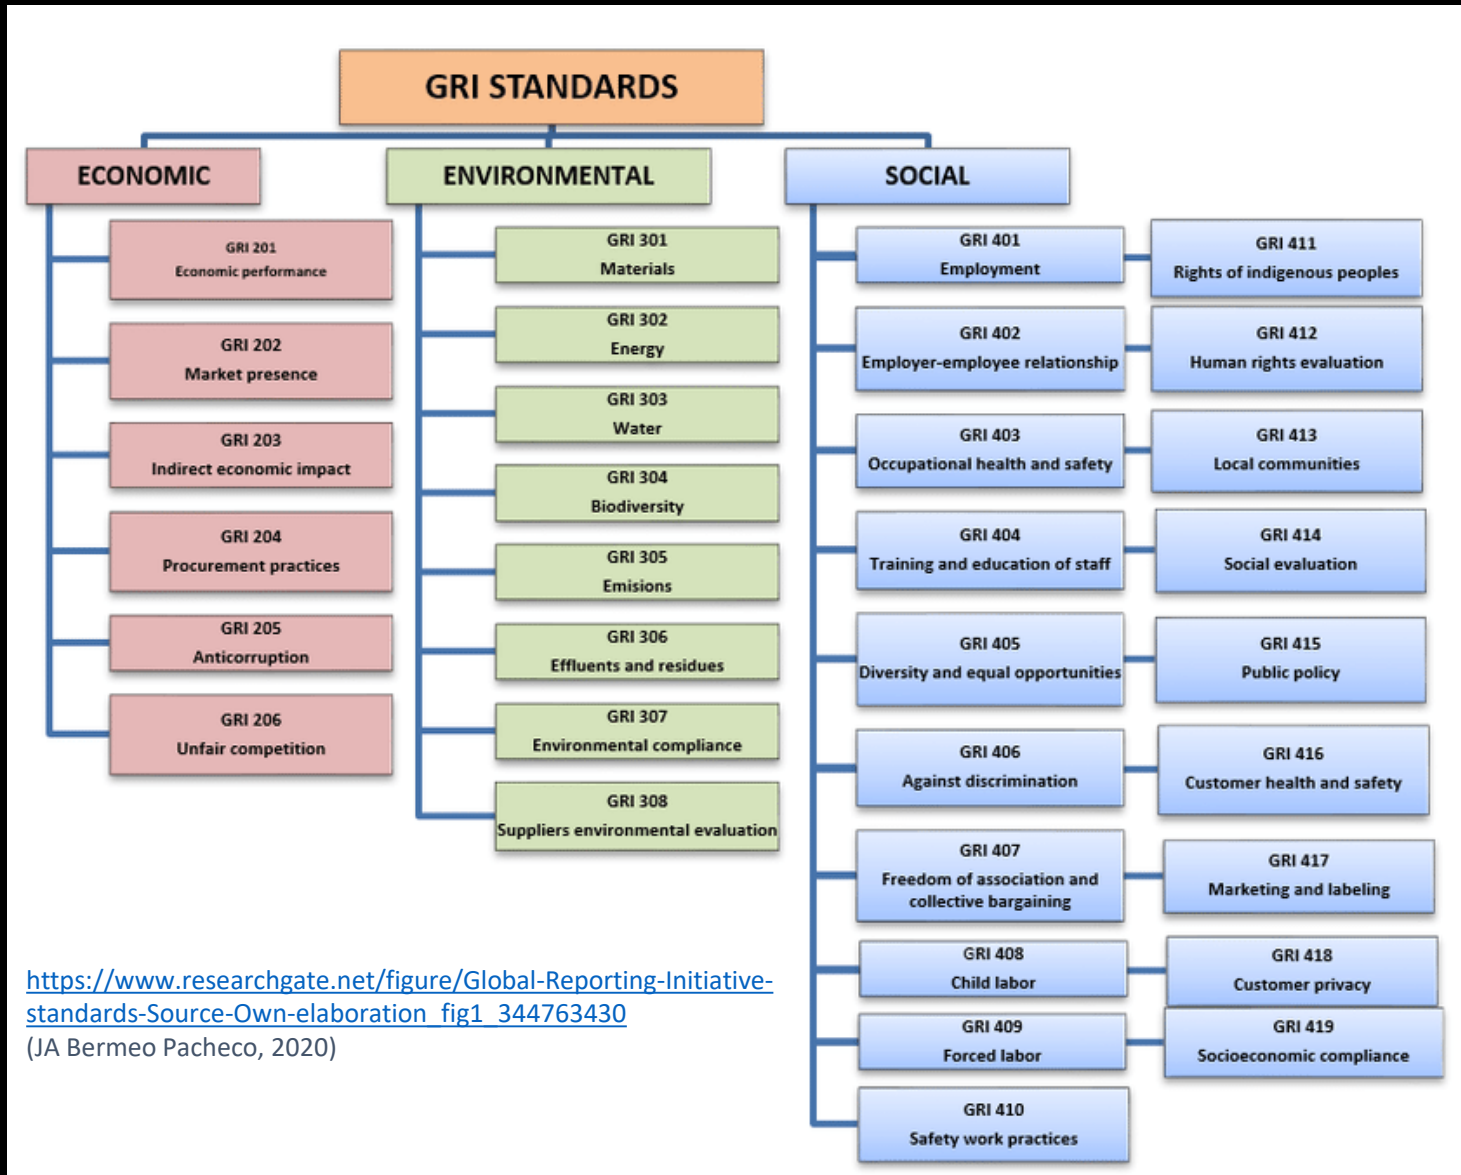 GRI STANDARDS
ECONOMIC
GRI 201
Economic performance
GRI 202
Market presence
GRI 203
Indirect economic impact
GRI 204
Procurement practices
GRI 205
Anticorruption
GRI 206
Unfair competition
ENVIRONMENTAL
GRI 301
Materials
GRI 302
Energy
GRI 303
Water
GRI 304
Biodiversity
GRI 305
Emisions
GRI 306
Effluents and residues
GRI 307
Environmental compliance
GRI 308
Suppliers environmental evaluation
SOCIAL
GRI 401
Employment
GRI 402
Employer-employee relationship
GRI 403
Occupational health and safety
GRI 404
Training and education of staff
GRI 405
Diversity and equal opportunities
GRI 406
Against discrimination
GRI 407
Freedom of association and
collective bargaining
GRI 408
Child labor
GRI 409
Forced labor
GRI 410
Safety work practices
GRI 411
Rights of indigenous peoples
GRI 412
Human rights evaluation
GRI 413
Local communities
GRI 414
Social evaluation
GRI 415
Public policy
GRI 416
Customer health and safety
GRI 417
Marketing and labeling
GRI 418
Customer privacy
GRI 419
Socioeconomic compliance
https://www.researchgate.net/figure/Global-Reporting-Initiative-
standards-Source-Own-elaboration_fig1_344763430
(JA Bermeo Pacheco, 2020)